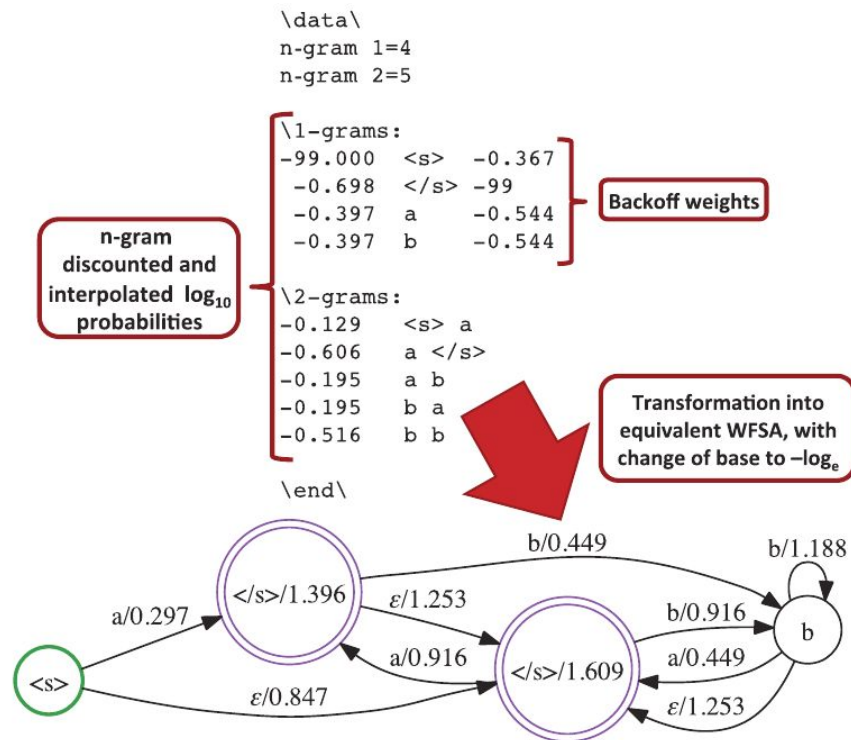 \data\
n-gram 1=4
n-gram 2=5
\1-grams:
-99.000 <s> -0.367
-0.698 </s> -99
-0.397 a -0.544
-0.397 b -0.544
Backoff weights
n-gram
discounted and
interpolated log10
probabilities
\2-grams:
-0.129 <s> a
-0.606 a </s>
-0.195 a b
-0.195 b a
-0.516 b b
\end\
Transformation into
equivalent WFSA, with
change of base to –loge
b/0.449
b/1.188
</s>/1.396
a/0.297
ε/1.253
b/0.916
b
a/0.916
</s>/1.609
a/0.449
<s>
ε/0.847
ε/1.253